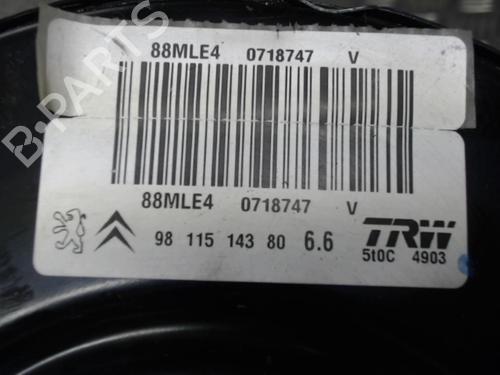 88MLE4 0718747 V
88MLE4 0718747 V
98 115 143 80 6.6
TRW
5t0C 4903
B-PARTS